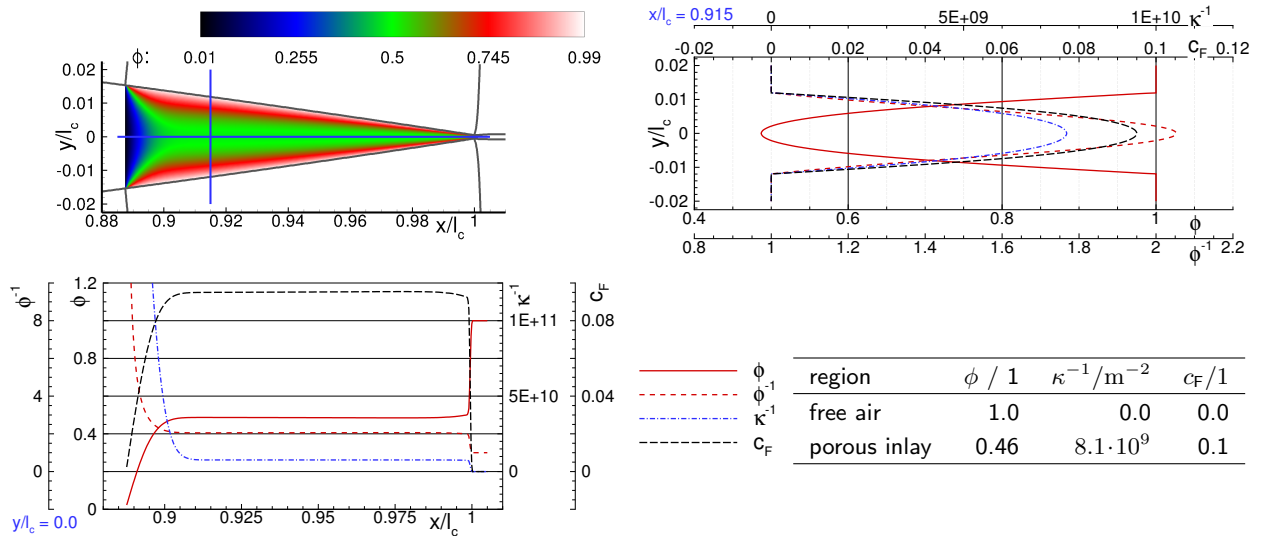 ϕ: 0.01 0.255 0.5 0.745 0.99
y/l_c
0.02
0.01
0
-0.01
-0.02
0.88 0.9 0.92 0.94 0.96 0.98 1
x/l_c
x/l_c = 0.915
0 5E+09 1E+10 κ⁻¹
-0.02 0 0.02 0.04 0.06 0.08 0.1 0.12
c_F
y/l_c
0.02
0.01
0
-0.01
-0.02
0.4 0.6 0.8 1 ϕ
0.8 1 1.2 1.4 1.6 1.8 2 2.2
ϕ⁻¹
ϕ⁻¹ ϕ 1.2 κ⁻¹ c_F
8 0.8 1E+11 0.08
4 0.4 5E+10 0.04
0 0 0 0
0
0.9 0.925 0.95 0.975 1
x/l_c
y/l_c = 0.0
ϕ
ϕ⁻¹
κ⁻¹
c_F
region ϕ / 1 κ⁻¹/m⁻² c_F/1
free air 1.0 0.0 0.0
porous inlay 0.46 8.1·10⁹ 0.1